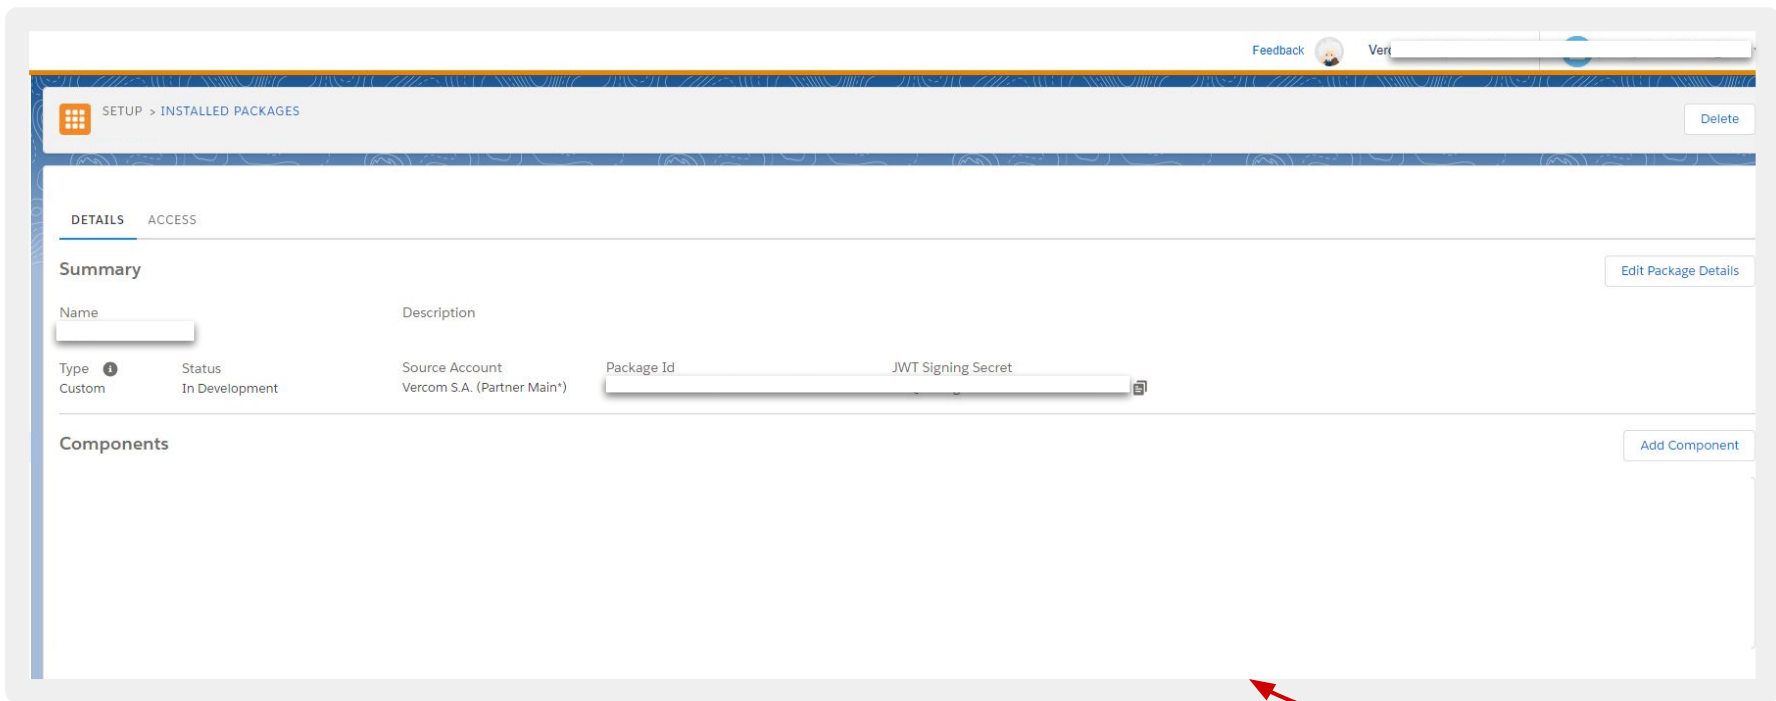 Feedback
SETUP > INSTALLED PACKAGES
Delete
DETAILS ACCESS
Summary
Edit Package Details
Name Description
Type Status Source Account Package Id JWT Signing Secret
Custom In Development Vercom S.A. (Partner Main*)
Components
Add Component